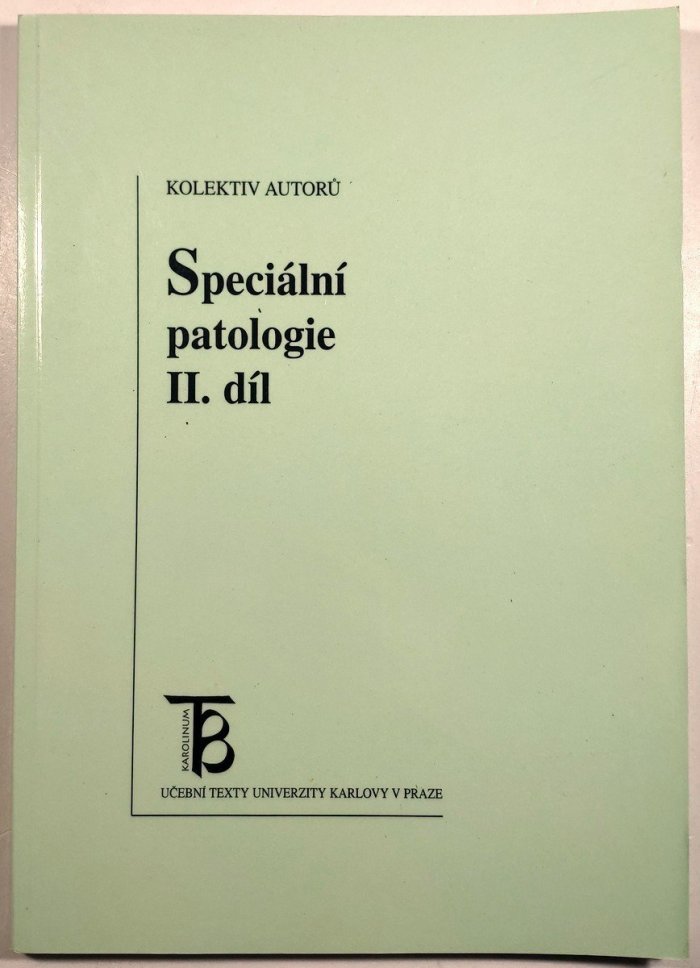 KOLEKTIV AUTORŮ
Speciální
patologie
II. díl
KAROLINUM
UČEBNÍ TEXTY UNIVERZITY KARLOVY V PRAZE